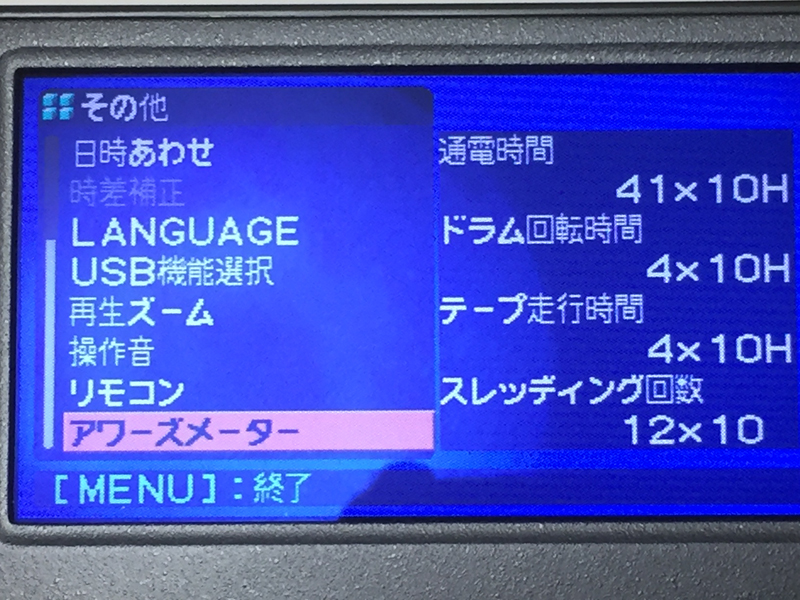 その他
日時あわせ
時差補正
LANGUAGE
USB機能選択
再生ズーム
操作音
リモコン
アワーズメーター
通電時間
41×10H
ドラム回転時間
4×10H
テープ走行時間
4×10H
スレッディング回数
12×10
[MENU]:終了